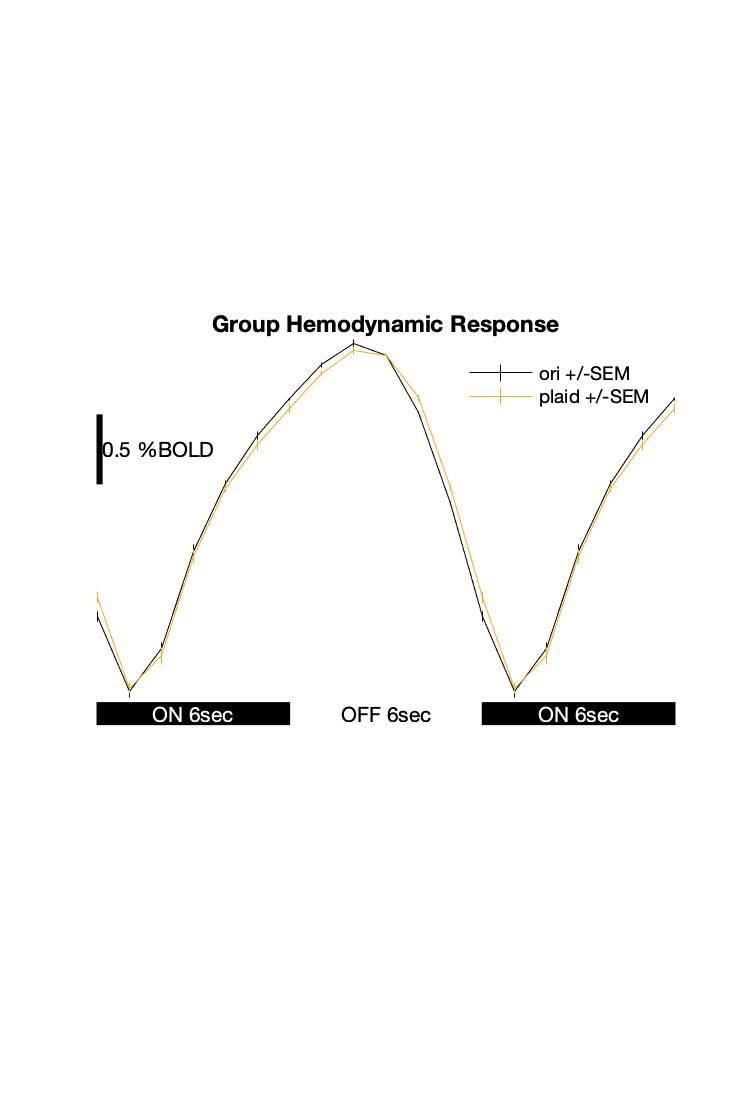 Group Hemodynamic Response
ori +/-SEM
plaid +/-SEM
0.5 %BOLD
ON 6sec
OFF 6sec
ON 6sec